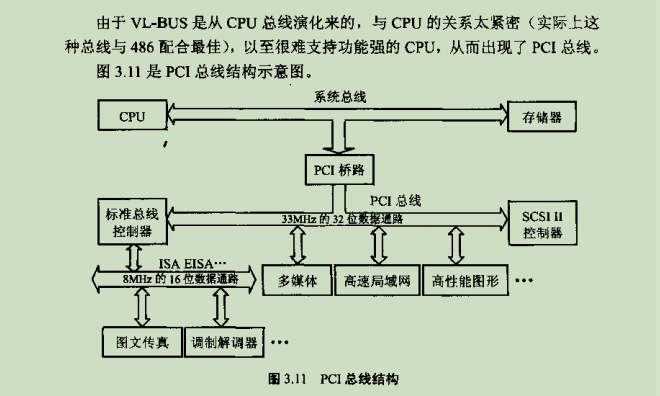 由于 VL-BUS 是从 CPU 总线演化来的，与 CPU 的关系太紧密（实际上这
种总线与 486 配合最佳），以至很难支持功能强的 CPU，从而出现了 PCI 总线。
图 3.11 是 PCI 总线结构示意图。
系统总线
CPU
存储器
PCI 桥路
PCI 总线
标准总线
控制器
33MHz 的 32 位数据通路
SCSI II
控制器
ISA EISA…
8MHz 的 16 位数据通路
多媒体
高速局域网
高性能图形
…
图文传真
调制解调器
…
图 3.11 PCI 总线结构